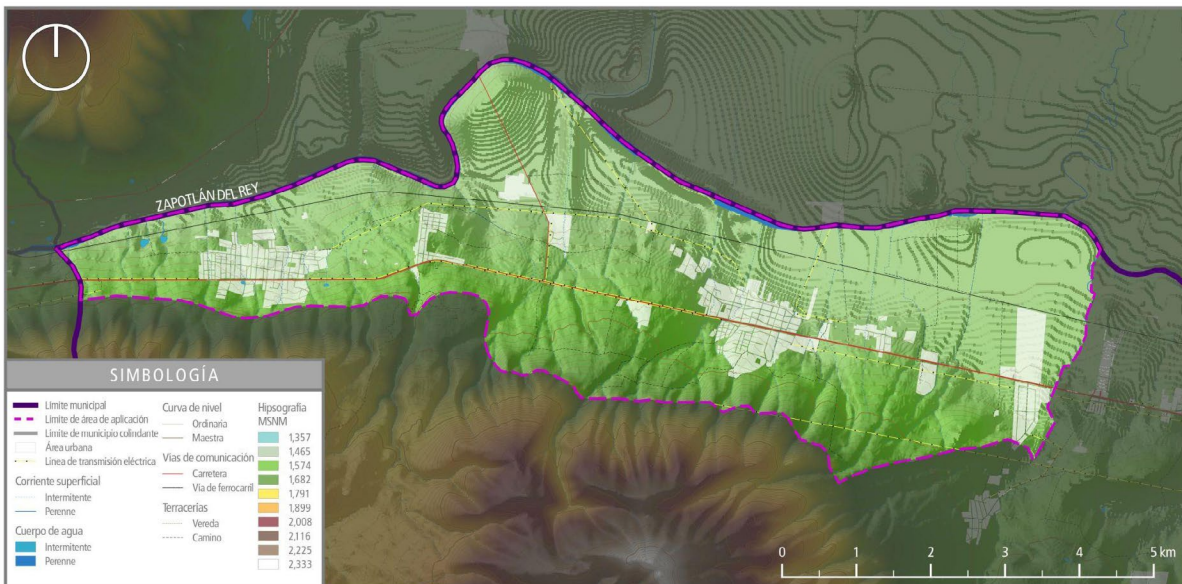 ZAPOTLÁN DEL REY
SIMBOLOGÍA
Límite municipal
Límite de área de aplicación
Límite de municipio colindante
Área urbana
Línea de transmisión eléctrica
Corriente superficial
Intermitente
Perenne
Cuerpo de agua
Intermitente
Perenne
Curva de nivel
Ordinaria
Maestra
Vías de comunicación
Carretera
Vía de ferrocarril
Terracerías
Vereda
Camino
Hipsografía
MSNM
1,357
1,465
1,574
1,682
1,791
1,899
2,008
2,116
2,225
2,333
0 1 2 3 4 5 km